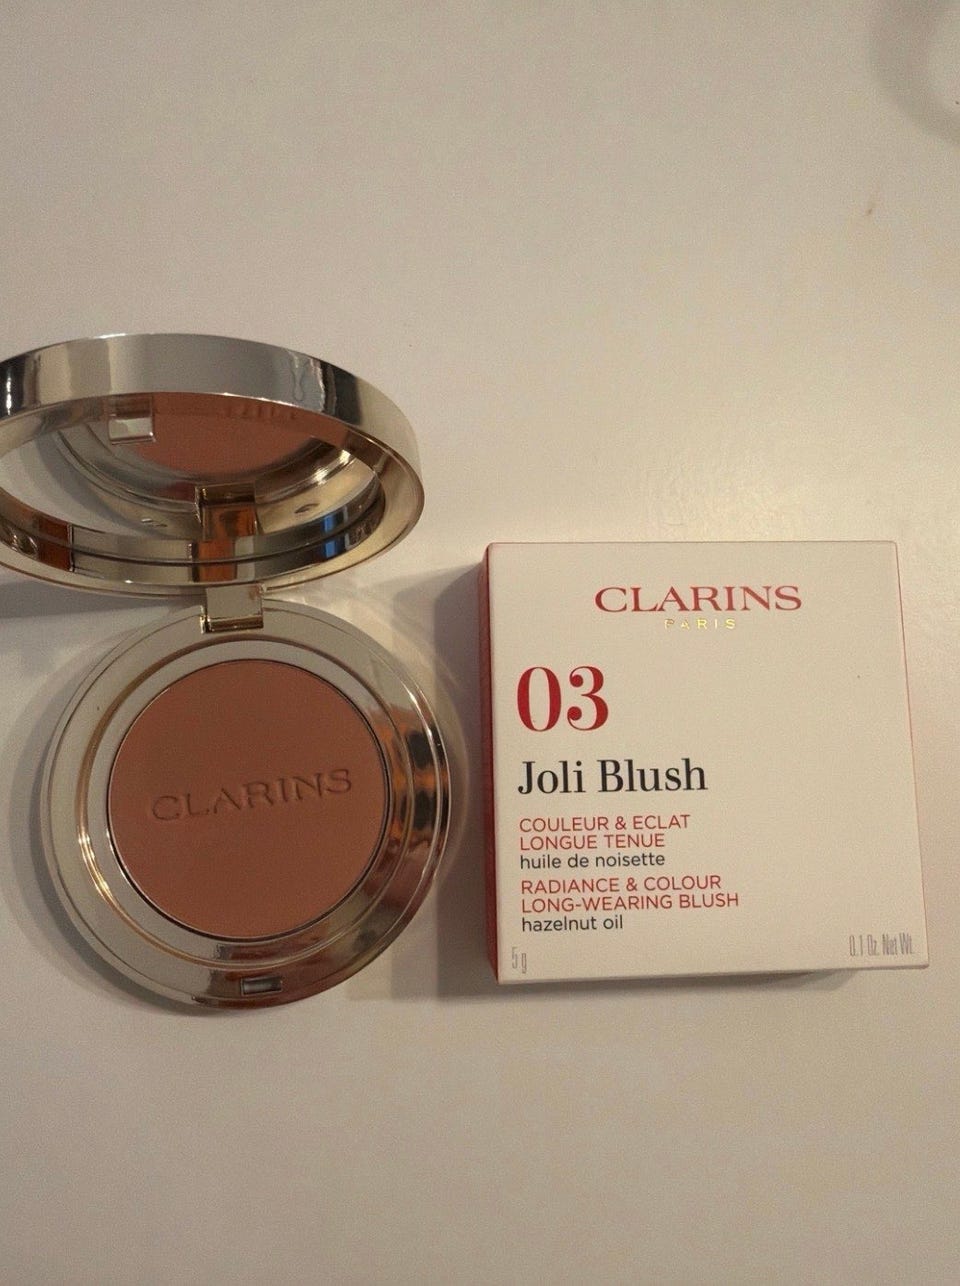 CLARINS
CLARINS
PARIS
03
Joli Blush
COULEUR & ECLAT
LONGUE TENUE
huile de noisette
RADIANCE & COLOUR
LONG-WEARING BLUSH
hazelnut oil
5 g
0.1 Oz. Net Wt.